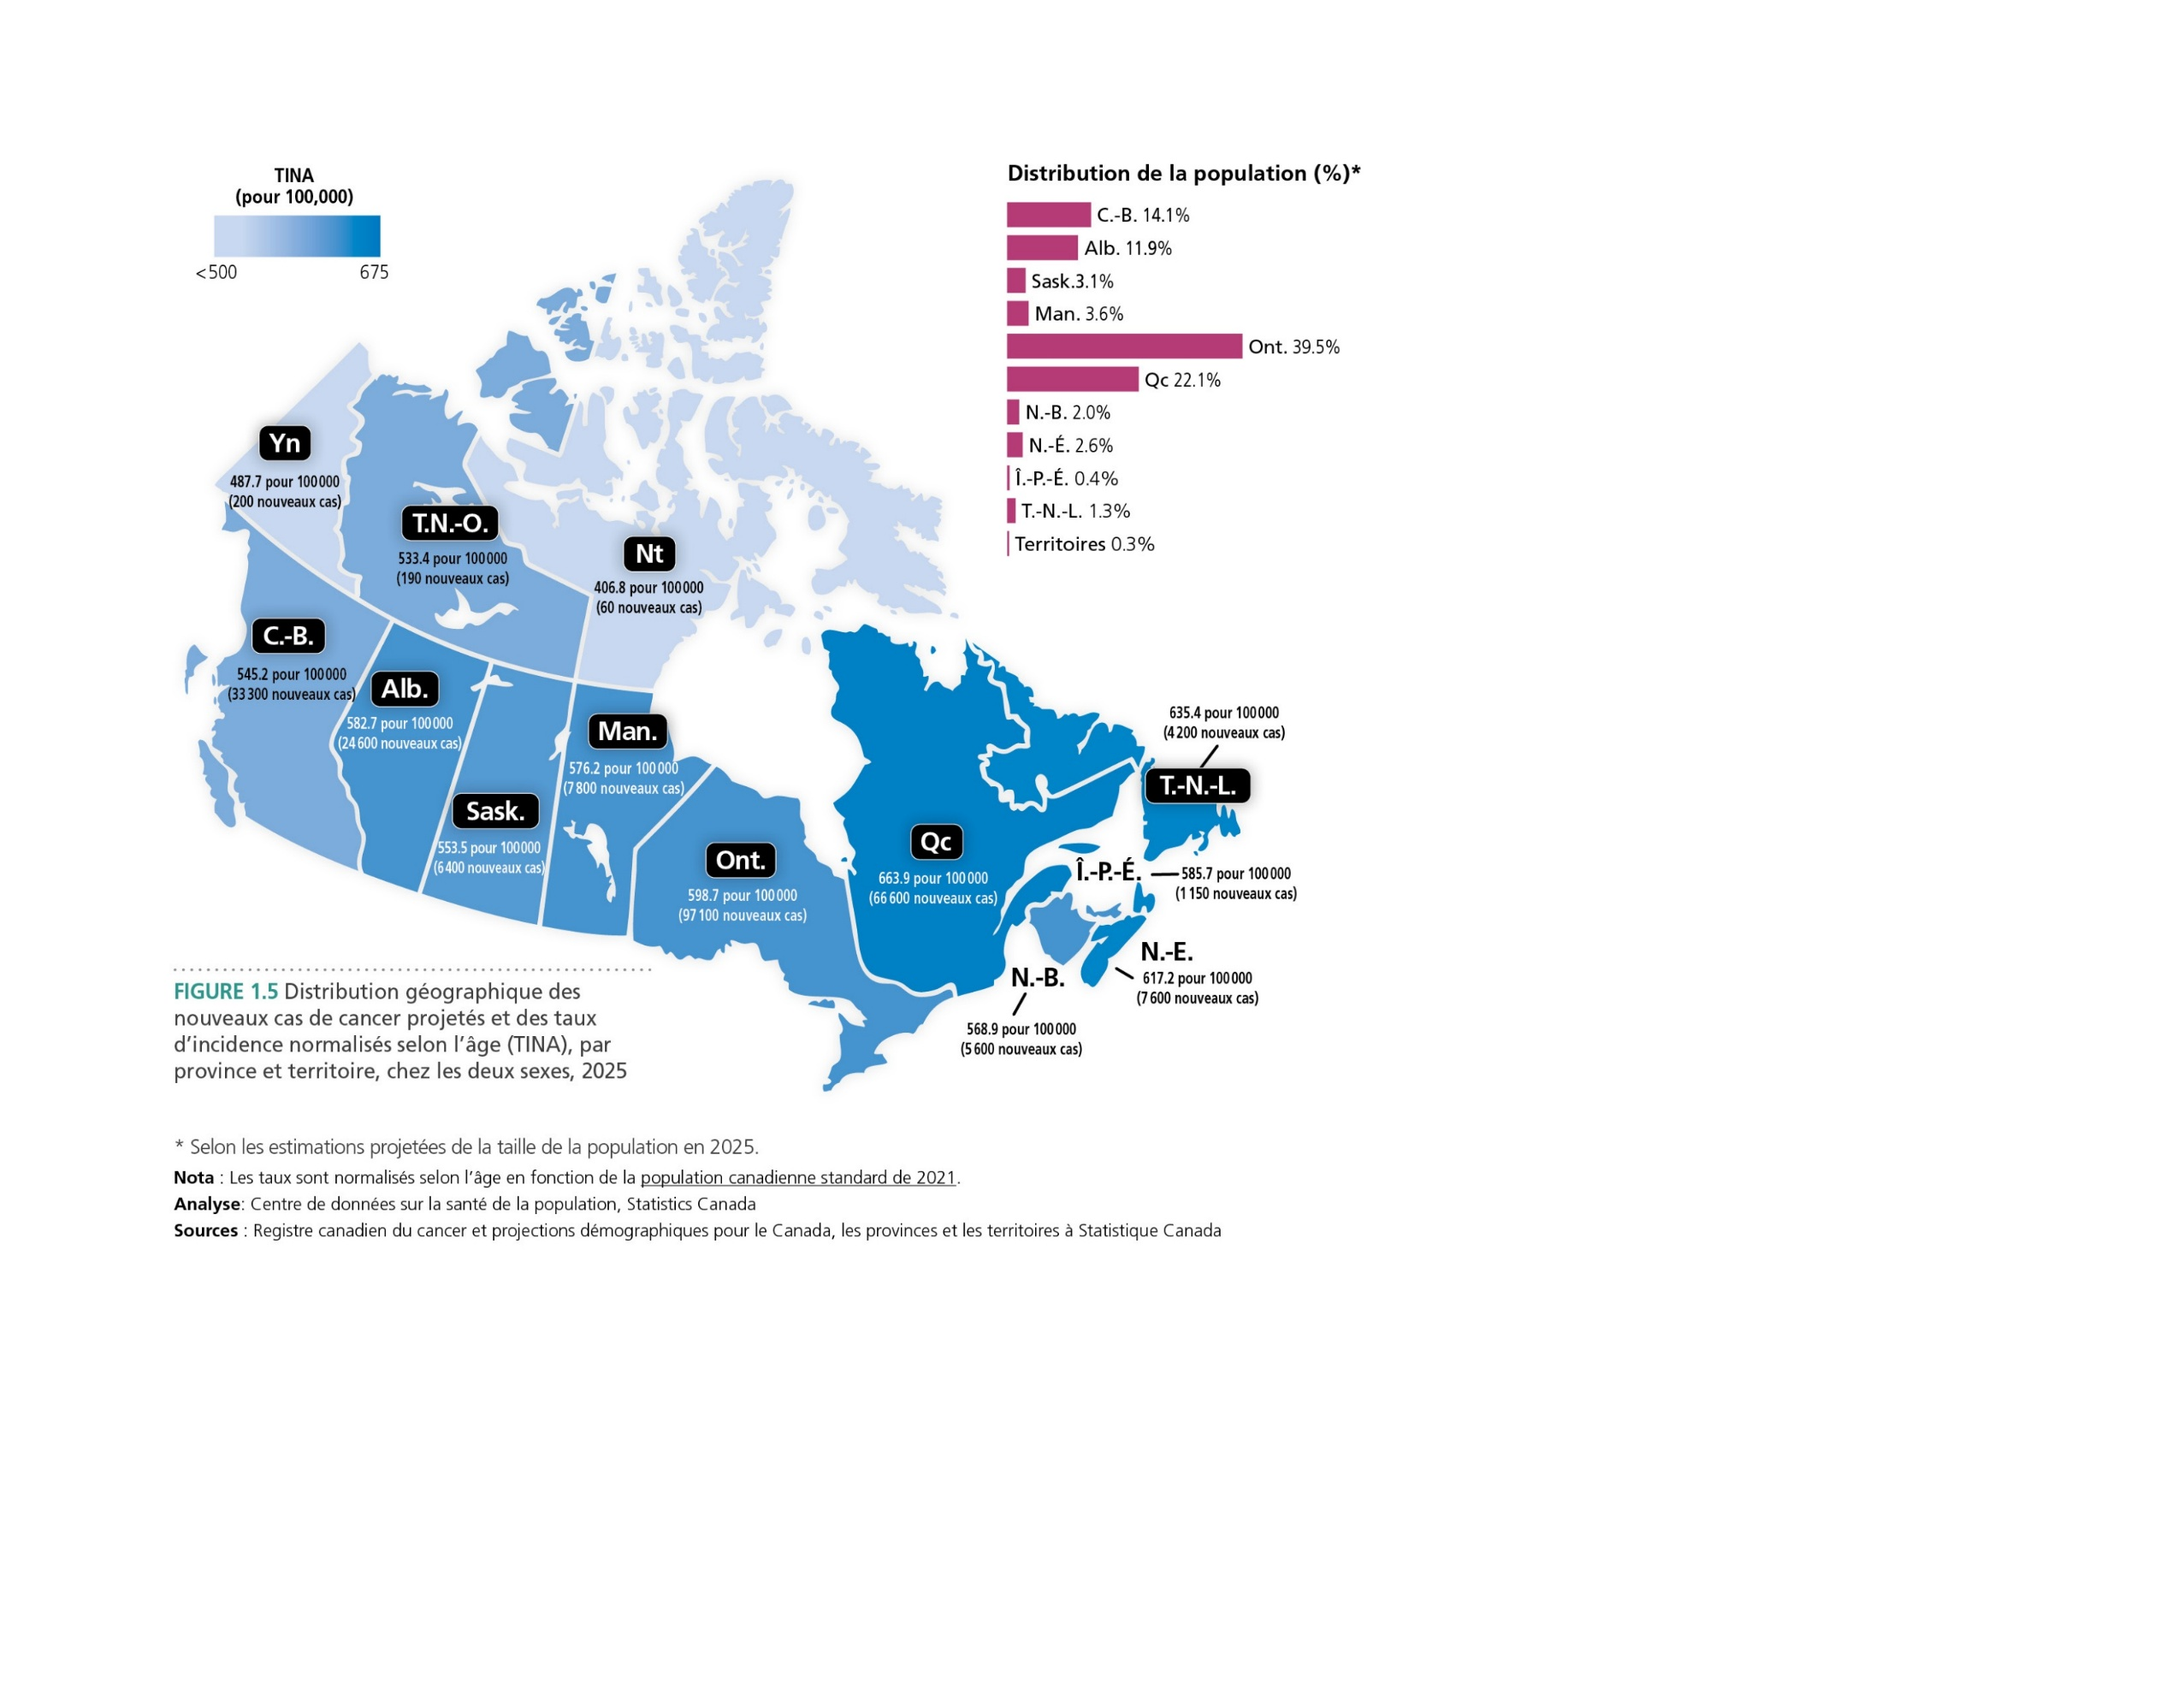 TINA
(pour 100,000)
<500 675
Distribution de la population (%)*
C.-B. 14.1%
Alb. 11.9%
Sask.3.1%
Man. 3.6%
Ont. 39.5%
Qc 22.1%
N.-B. 2.0%
N.-É. 2.6%
Î.-P.-É. 0.4%
T.-N.-L. 1.3%
Territoires 0.3%
Yn
487.7 pour 100 000
(200 nouveaux cas)
T.N.-O.
533.4 pour 100 000
(190 nouveaux cas)
Nt
406.8 pour 100 000
(60 nouveaux cas)
C.-B.
545.2 pour 100 000
(33 300 nouveaux cas)
Alb.
582.7 pour 100 000
(24 600 nouveaux cas)
Sask.
553.5 pour 100 000
(6 400 nouveaux cas)
Man.
576.2 pour 100 000
(7 800 nouveaux cas)
Ont.
598.7 pour 100 000
(97 100 nouveaux cas)
Qc
663.9 pour 100 000
(66 600 nouveaux cas)
635.4 pour 100 000
(4 200 nouveaux cas)
T.-N.-L.
Î.-P.-É.
585.7 pour 100 000
(1 150 nouveaux cas)
N.-E.
617.2 pour 100 000
(7 600 nouveaux cas)
N.-B.
568.9 pour 100 000
(5 600 nouveaux cas)
FIGURE 1.5 Distribution géographique des
nouveaux cas de cancer projetés et des taux
d'incidence normalisés selon l'âge (TINA), par
province et territoire, chez les deux sexes, 2025
* Selon les estimations projetées de la taille de la population en 2025.
Nota : Les taux sont normalisés selon l'âge en fonction de la population canadienne standard de 2021.
Analyse: Centre de données sur la santé de la population, Statistics Canada
Sources : Registre canadien du cancer et projections démographiques pour le Canada, les provinces et les territoires à Statistique Canada